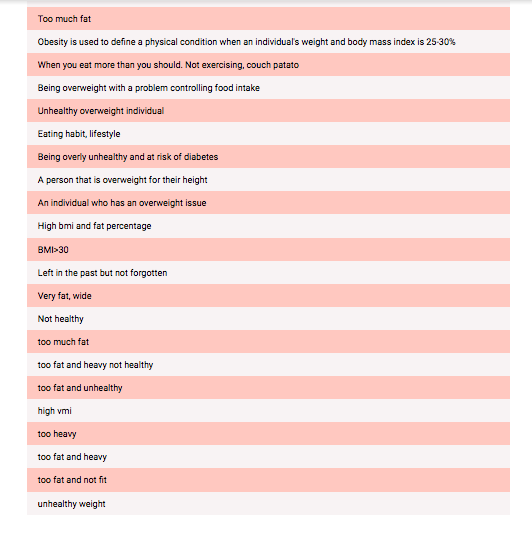 Too much fat
Obesity is used to define a physical condition when an individual's weight and body mass index is 25-30%
When you eat more than you should. Not exercising, couch patato
Being overweight with a problem controlling food intake
Unhealthy overweight individual
Eating habit, lifestyle
Being overly unhealthy and at risk of diabetes
A person that is overweight for their height
An individual who has an overweight issue
High bmi and fat percentage
BMI>30
Left in the past but not forgotten
Very fat, wide
Not healthy
too much fat
too fat and heavy not healthy
too fat and unhealthy
high vmi
too heavy
too fat and heavy
too fat and not fit
unhealthy weight